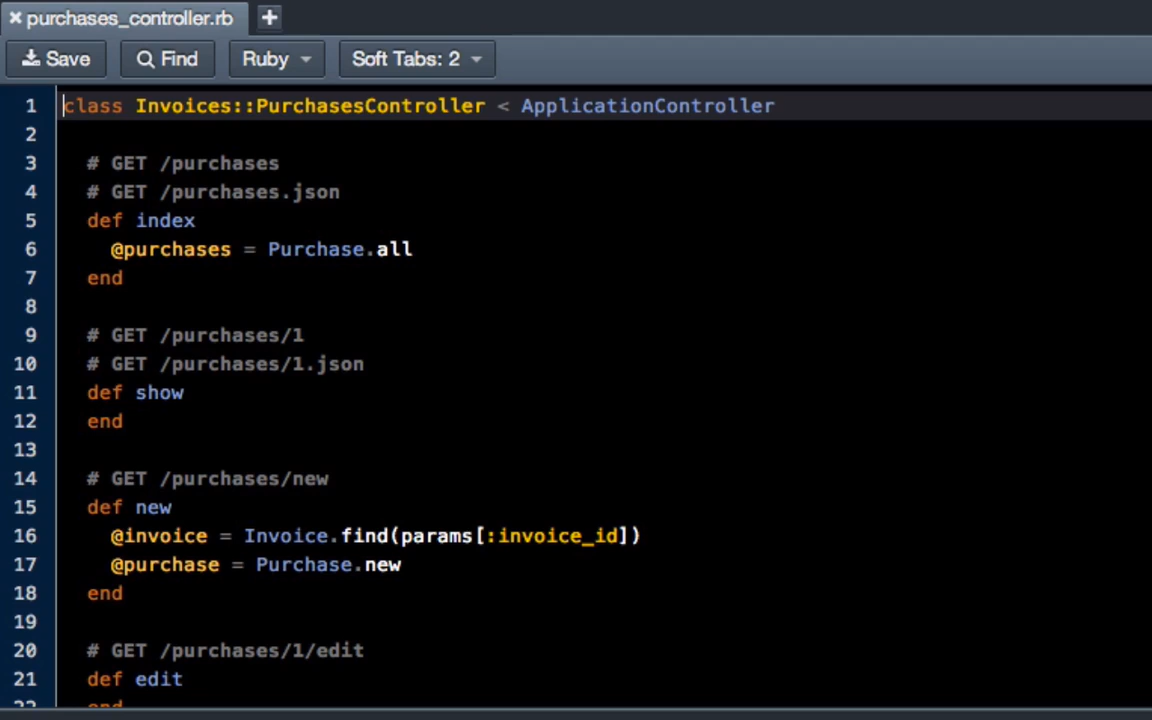 purchases_controller.rb
Save Find Ruby Soft Tabs: 2
1 class Invoices::PurchasesController < ApplicationController
2
3 # GET /purchases
4 # GET /purchases.json
5 def index
6 @purchases = Purchase.all
7 end
8
9 # GET /purchases/1
10 # GET /purchases/1.json
11 def show
12 end
13
14 # GET /purchases/new
15 def new
16 @invoice = Invoice.find(params[:invoice_id])
17 @purchase = Purchase.new
18 end
19
20 # GET /purchases/1/edit
21 def edit
22 end